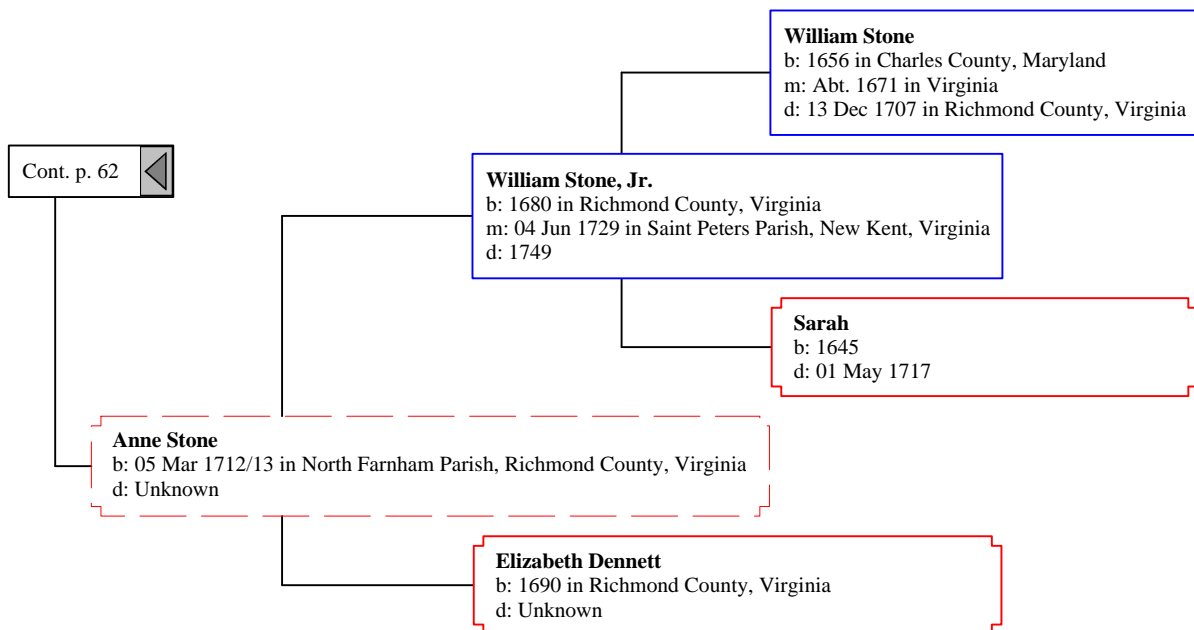 William Stone
b: 1656 in Charles County, Maryland
m: Abt. 1671 in Virginia
d: 13 Dec 1707 in Richmond County, Virginia
Cont. p. 62
William Stone, Jr.
b: 1680 in Richmond County, Virginia
m: 04 Jun 1729 in Saint Peters Parish, New Kent, Virginia
d: 1749
Sarah
b: 1645
d: 01 May 1717
Anne Stone
b: 05 Mar 1712/13 in North Farnham Parish, Richmond County, Virginia
d: Unknown
Elizabeth Dennett
b: 1690 in Richmond County, Virginia
d: Unknown